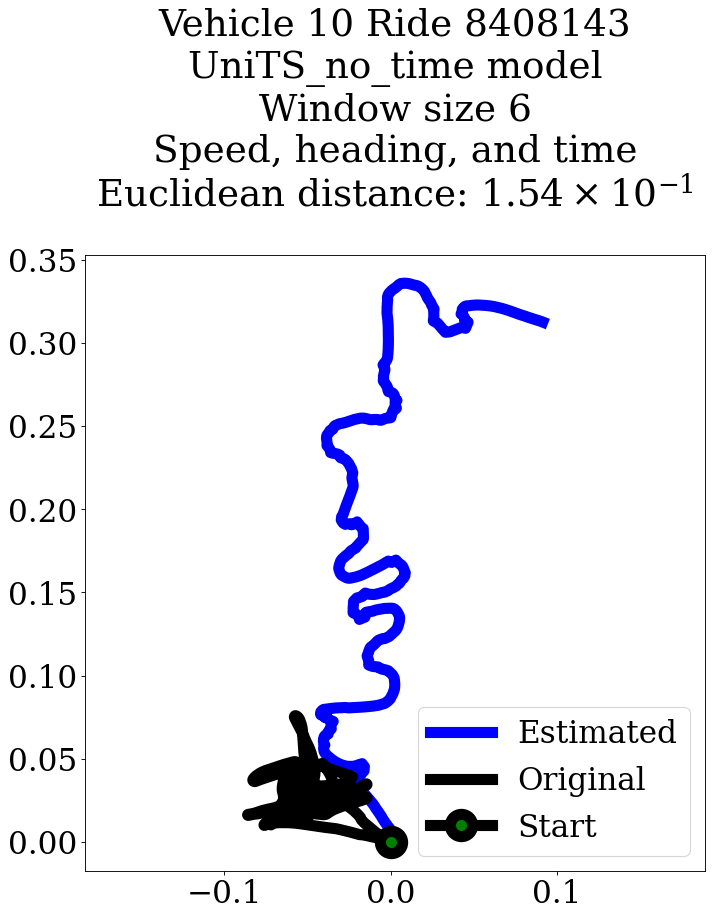 Vehicle 10 Ride 8408143
UniTS_no_time model
Window size 6
Speed, heading, and time
Euclidean distance: $1.54 \times 10^{-1}$
0.35
0.30
0.25
0.20
0.15
0.10
0.05
0.00
−0.1
0.0
0.1
Estimated
Original
Start